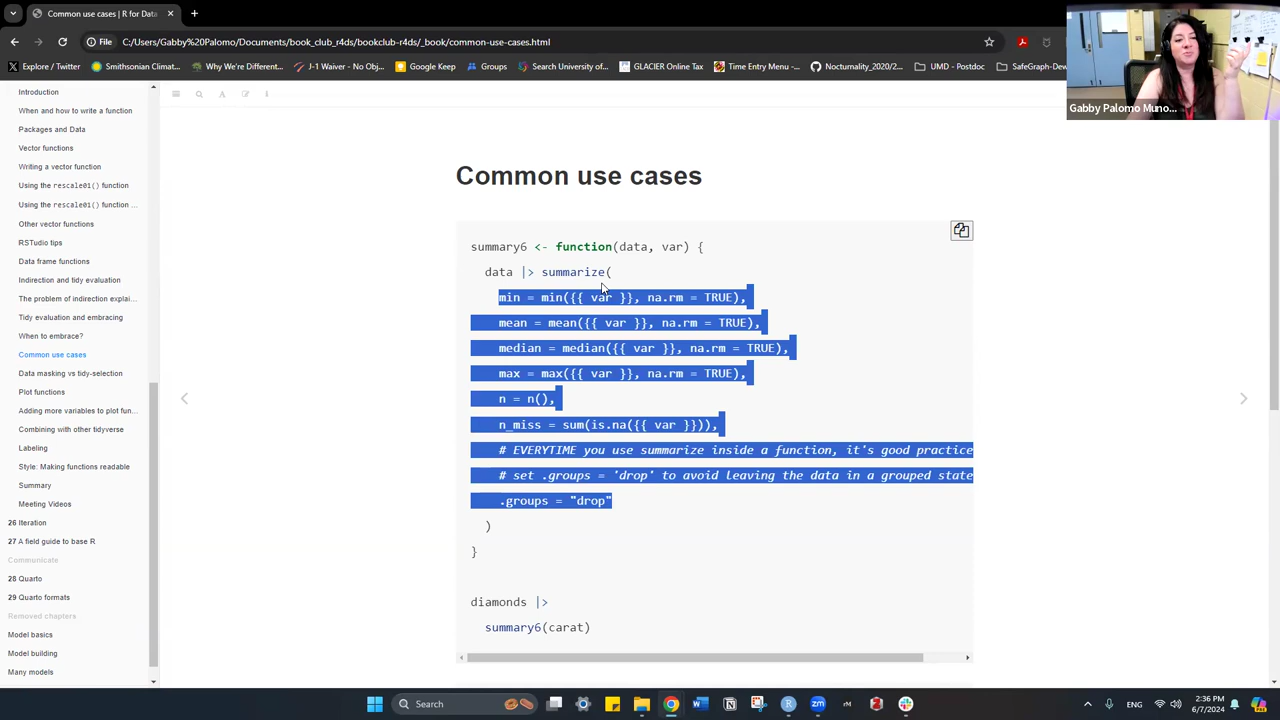 Common use cases | R for Data
File
C:/Users/Gabby%20Palomo/Documents/book_club_r4ds/bookclub-r4ds/_book/common-use-cases.html
Explore / Twitter
Smithsonian Climat...
Why We're Different...
J-1 Waiver - No Obj...
Google Keep
Economics - Progra...
University of...
GLACIER Online Tax...
Time Entry Menu -...
Nocturnality_2020/2...
UMD - Postdoc
SafeGraph-Dew
Gabby Palomo Muno...
Introduction
When and how to write a function
Packages and Data
Vector functions
Writing a vector function
Using the rescale01() function
Using the rescale01() function ...
Other vector functions
RSTudio tips
Data frame functions
Indirection and tidy evaluation
The problem of indirection explai...
Tidy evaluation and embracing
When to embrace?
Common use cases
Data masking vs tidy-selection
Plot functions
Adding more variables to plot fun...
Combining with other tidyverse
Labeling
Style: Making functions readable
Summary
Meeting Videos
26 Iteration
27 A field guide to base R
Communicate
28 Quarto
29 Quarto formats
Removed chapters
Model basics
Model building
Many models
Common use cases
summary6 <- function(data, var) {
data |> summarize(
min = min({{ var }}, na.rm = TRUE),
mean = mean({{ var }}, na.rm = TRUE),
median = median({{ var }}, na.rm = TRUE),
max = max({{ var }}, na.rm = TRUE),
n = n(),
n_miss = sum(is.na({{ var }})),
# EVERYTIME you use summarize inside a function, it's good practice
# set .groups = 'drop' to avoid leaving the data in a grouped state
.groups = "drop"
)
}
diamonds |>
summary6(carat)
Search
ENG
2:36 PM
6/7/2024